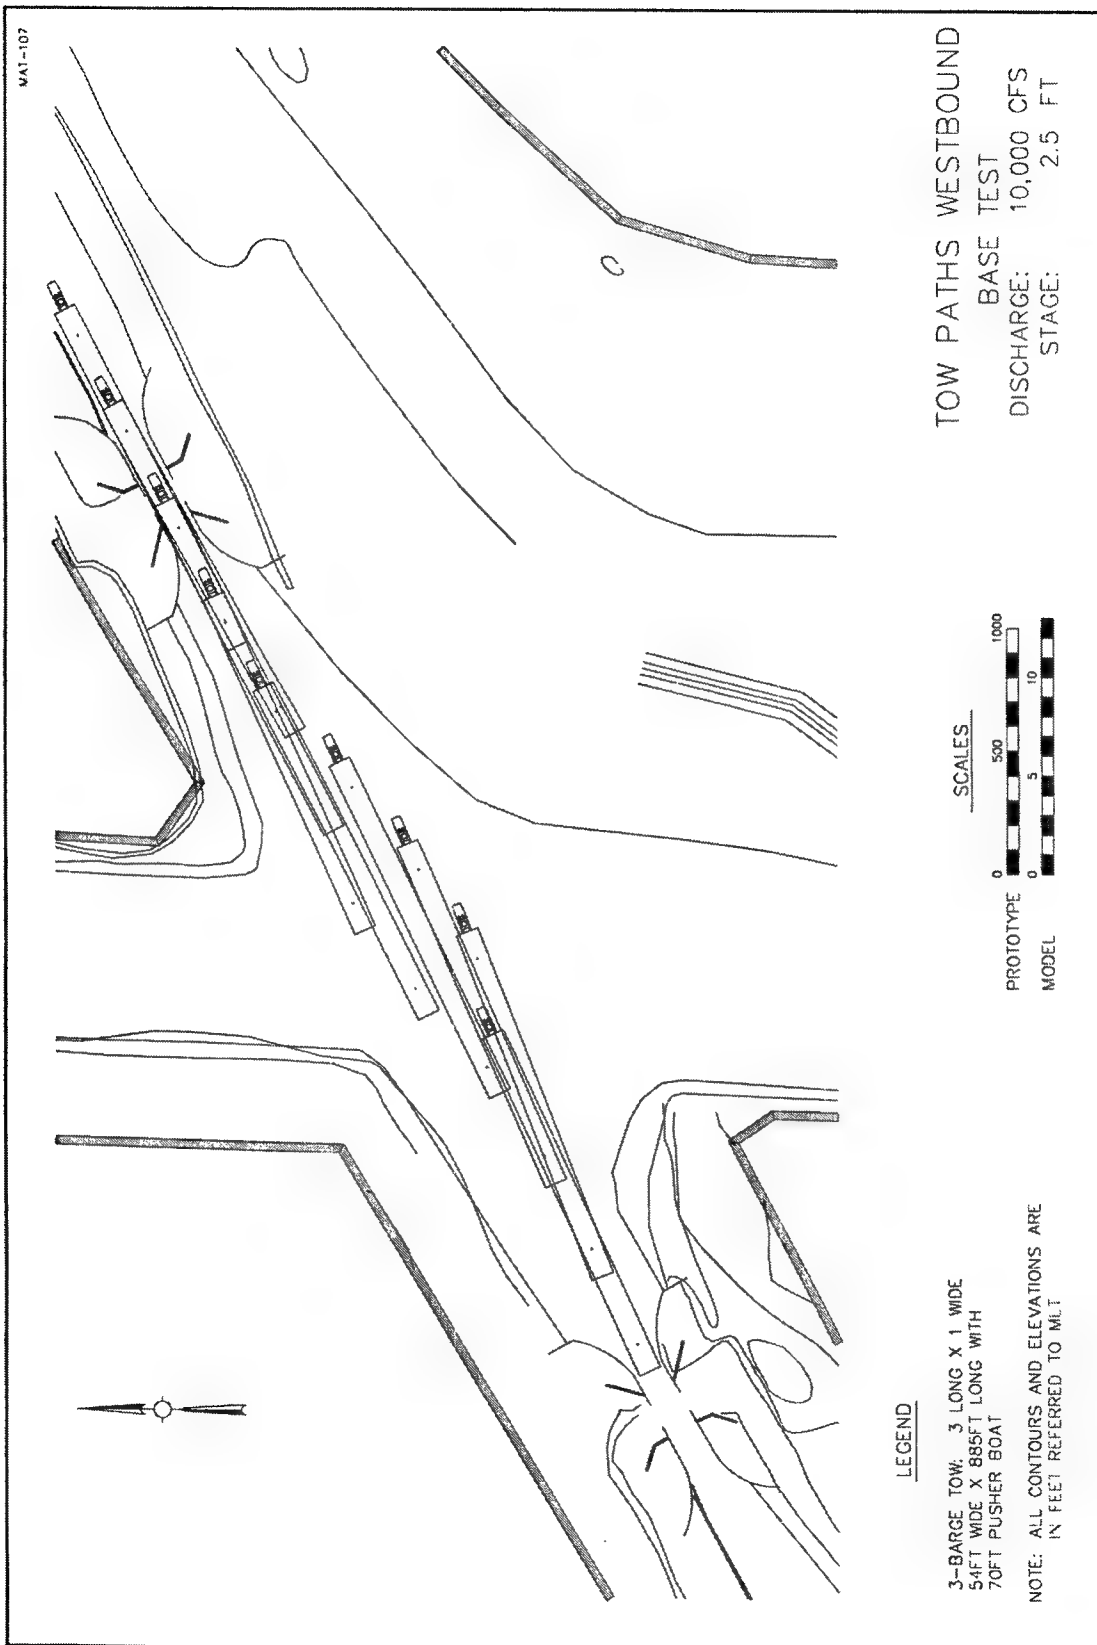 MAT-107
TOW PATHS WESTBOUND
BASE TEST
DISCHARGE: 10,000 CFS
STAGE: 2.5 FT
SCALES
PROTOTYPE 0 500 1000
MODEL 0 5 10
LEGEND
3-BARGE TOW: 3 LONG X 1 WIDE
54FT WIDE X 885FT LONG WITH
70FT PUSHER BOAT
NOTE: ALL CONTOURS AND ELEVATIONS ARE
IN FEET REFERRED TO MLT